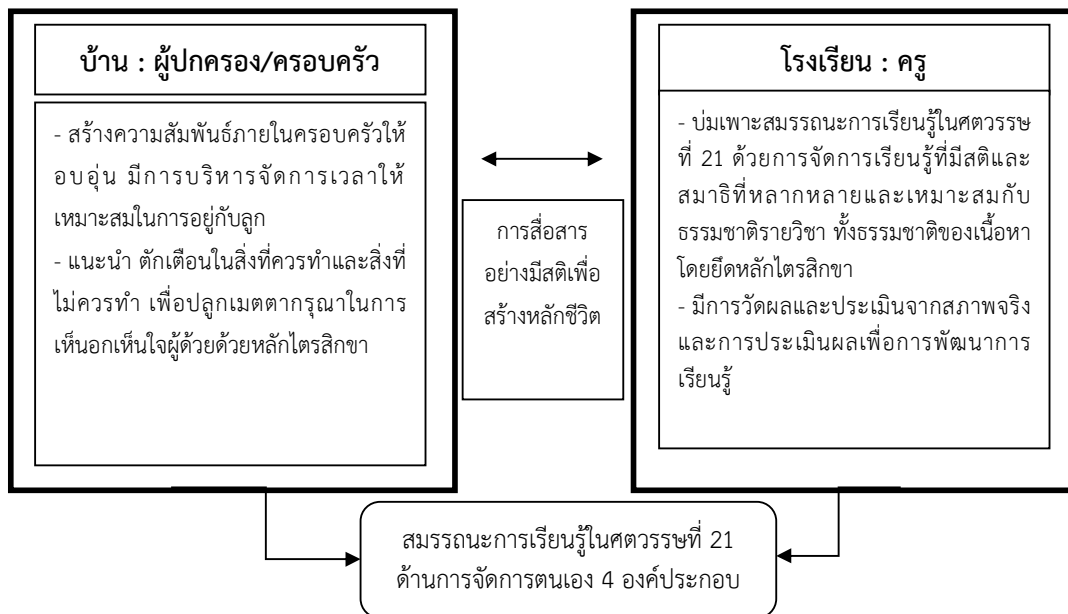 บ้าน : ผู้ปกครอง/ครอบครัว
- สร้างความสัมพันธ์ภายในครอบครัวให้
อบอุ่น มีการบริหารจัดการเวลาให้
เหมาะสมในการอยู่กับลูก
- แนะนำ ตักเตือนในสิ่งที่ควรทำและสิ่งที่
ไม่ควรทำ เพื่อปลูกเมตตากรุณาในการ
เห็นอกเห็นใจผู้ด้วยด้วยหลักไตรสิกขา
การสื่อสาร
อย่างมีสติเพื่อ
สร้างหลักชีวิต
โรงเรียน : ครู
- บ่มเพาะสมรรถนะการเรียนรู้ในศตวรรษ
ที่ 21 ด้วยการจัดการเรียนรู้ที่มีสติและ
สมาธิที่หลากหลายและเหมาะสมกับ
ธรรมชาติรายวิชา ทั้งธรรมชาติของเนื้อหา
โดยยึดหลักไตรสิกขา
- มีการวัดผลและประเมินจากสภาพจริง
และการประเมินผลเพื่อการพัฒนาการ
เรียนรู้
สมรรถนะการเรียนรู้ในศตวรรษที่ 21
ด้านการจัดการตนเอง 4 องค์ประกอบ